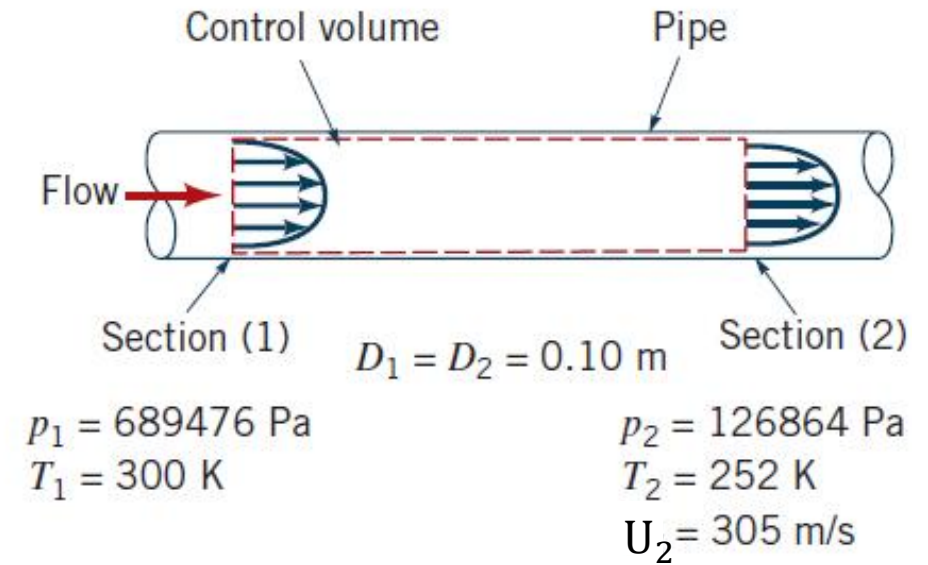 Control volume
Pipe
Flow
Section (1)
Section (2)
D₁ = D₂ = 0.10 m
p₁ = 689476 Pa
T₁ = 300 K
p₂ = 126864 Pa
T₂ = 252 K
U₂= 305 m/s